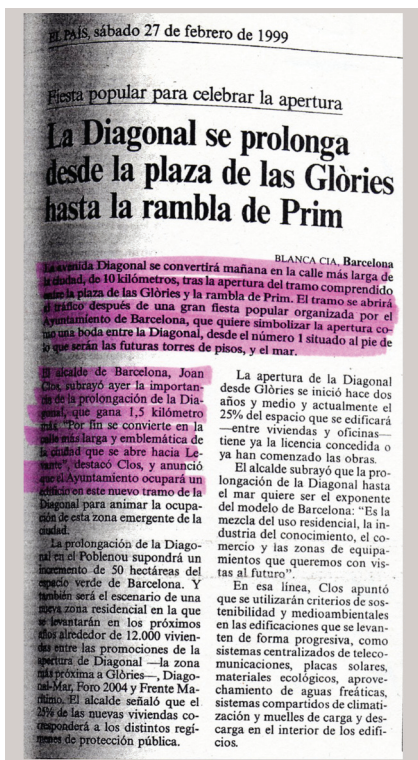 EL PAÍS, sábado 27 de febrero de 1999
Fiesta popular para celebrar la apertura
La Diagonal se prolonga
desde la plaza de las Glòries
hasta la rambla de Prim
BLANCA CIA, Barcelona
La avenida Diagonal se convertirá mañana en la calle más larga de
la ciudad, de 10 kilómetros, tras la apertura del tramo comprendido
entre la plaza de las Glòries y la rambla de Prim. El tramo se abrirá
al tráfico después de una gran fiesta popular organizada por el
Ayuntamiento de Barcelona, que quiere simbolizar la apertura co-
mo una boda entre la Diagonal, desde el número 1 situado al pie de
lo que serán las futuras torres de pisos, y el mar.
El alcalde de Barcelona, Joan
Clos, subrayó ayer la importan-
cia de la prolongación de la Dia-
gonal, que gana 1,5 kilómetro
más. "Por fin se convierte en la
calle más larga y emblemática de
la ciudad que se abre hacia Le-
vante", destacó Clos, y anunció
que el Ayuntamiento ocupará un
edificio en este nuevo tramo de la
Diagonal para animar la ocupa-
ción de esta zona emergente de la
ciudad.
La prolongación de la Diago-
nal en el Poblenou supondrá un
incremento de 50 hectáreas del
espacio verde de Barcelona. Y
también será el escenario de una
nueva zona residencial en la que
se levantarán en los próximos
años alrededor de 12.000 vivien-
das entre las promociones de la
apertura de Diagonal —la zona
más próxima a Glòries—, Diago-
nal-Mar, Foro 2004 y Frente Ma-
rítimo. El alcalde señaló que el
25% de las nuevas viviendas co-
rresponderá a los distintos regí-
menes de protección pública.
La apertura de la Diagonal
desde Glòries se inició hace dos
años y medio y actualmente el
25% del espacio que se edificará
—entre viviendas y oficinas—
tiene ya la licencia concedida o
ya han comenzado las obras.
El alcalde subrayó que la pro-
longación de la Diagonal hasta
el mar quiere ser el exponente
del modelo de Barcelona: "Es la
mezcla del uso residencial, la in-
dustria del conocimiento, el co-
mercio y las zonas de equipa-
mientos que queremos con vis-
tas al futuro".
En esa línea, Clos apuntó
que se utilizarán criterios de sos-
tenibilidad y medioambientales
en las edificaciones que se levan-
ten de forma progresiva, como
sistemas centralizados de teleco-
municaciones, placas solares,
materiales ecológicos, aprove-
chamiento de aguas freáticas,
sistemas compartidos de climati-
zación y muelles de carga y des-
carga en el interior de los edifi-
cios.